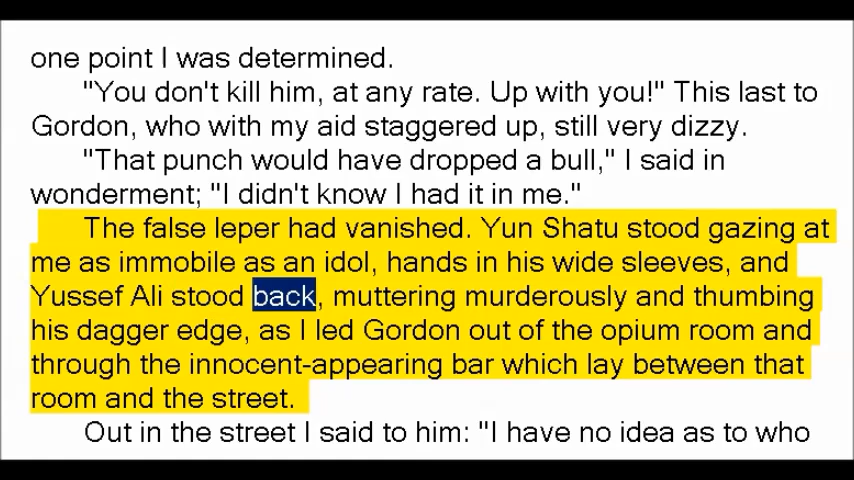 one point I was determined.
"You don't kill him, at any rate. Up with you!" This last to
Gordon, who with my aid staggered up, still very dizzy.
"That punch would have dropped a bull," I said in
wonderment; "I didn't know I had it in me."
The false leper had vanished. Yun Shatu stood gazing at
me as immobile as an idol, hands in his wide sleeves, and
Yussef Ali stood back, muttering murderously and thumbing
his dagger edge, as I led Gordon out of the opium room and
through the innocent-appearing bar which lay between that
room and the street.
Out in the street I said to him: "I have no idea as to who